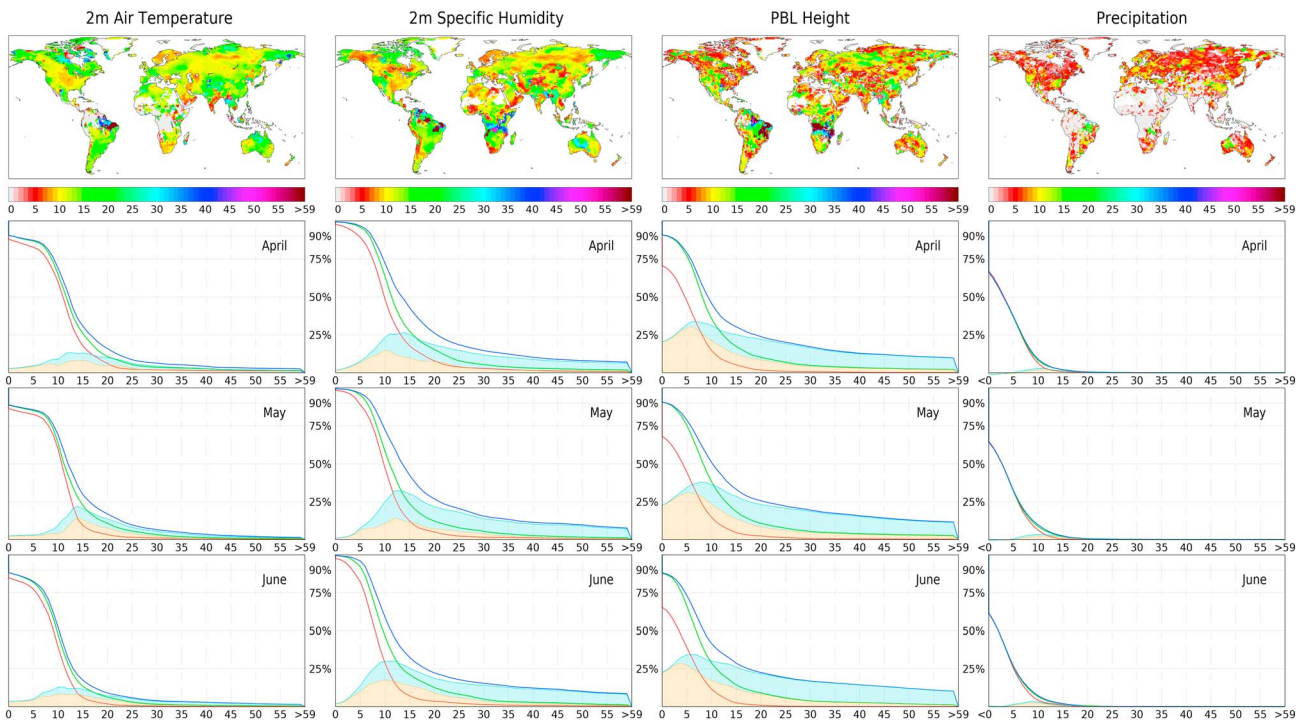 2m Air Temperature 2m Specific Humidity PBL Height Precipitation
0 5 10 15 20 25 30 35 40 45 50 55 >59 0 5 10 15 20 25 30 35 40 45 50 55 >59 0 5 10 15 20 25 30 35 40 45 50 55 >59 0 5 10 15 20 25 30 35 40 45 50 55 >59
April 90% April 90% April 90% April
75% 75% 75%
50% 50% 50%
25% 25% 25%
0 5 10 15 20 25 30 35 40 45 50 55 >59 0 5 10 15 20 25 30 35 40 45 50 55 >59 0 5 10 15 20 25 30 35 40 45 50 55 >59 <0 5 10 15 20 25 30 35 40 45 50 55 >59
May 90% May 90% May 90% May
75% 75% 75%
50% 50% 50%
25% 25% 25%
0 5 10 15 20 25 30 35 40 45 50 55 >59 0 5 10 15 20 25 30 35 40 45 50 55 >59 0 5 10 15 20 25 30 35 40 45 50 55 >59 <0 5 10 15 20 25 30 35 40 45 50 55 >59
June 90% June 90% June 90% June
75% 75% 75%
50% 50% 50%
25% 25% 25%
0 5 10 15 20 25 30 35 40 45 50 55 >59 0 5 10 15 20 25 30 35 40 45 50 55 >59 0 5 10 15 20 25 30 35 40 45 50 55 >59 <0 5 10 15 20 25 30 35 40 45 50 55 >59